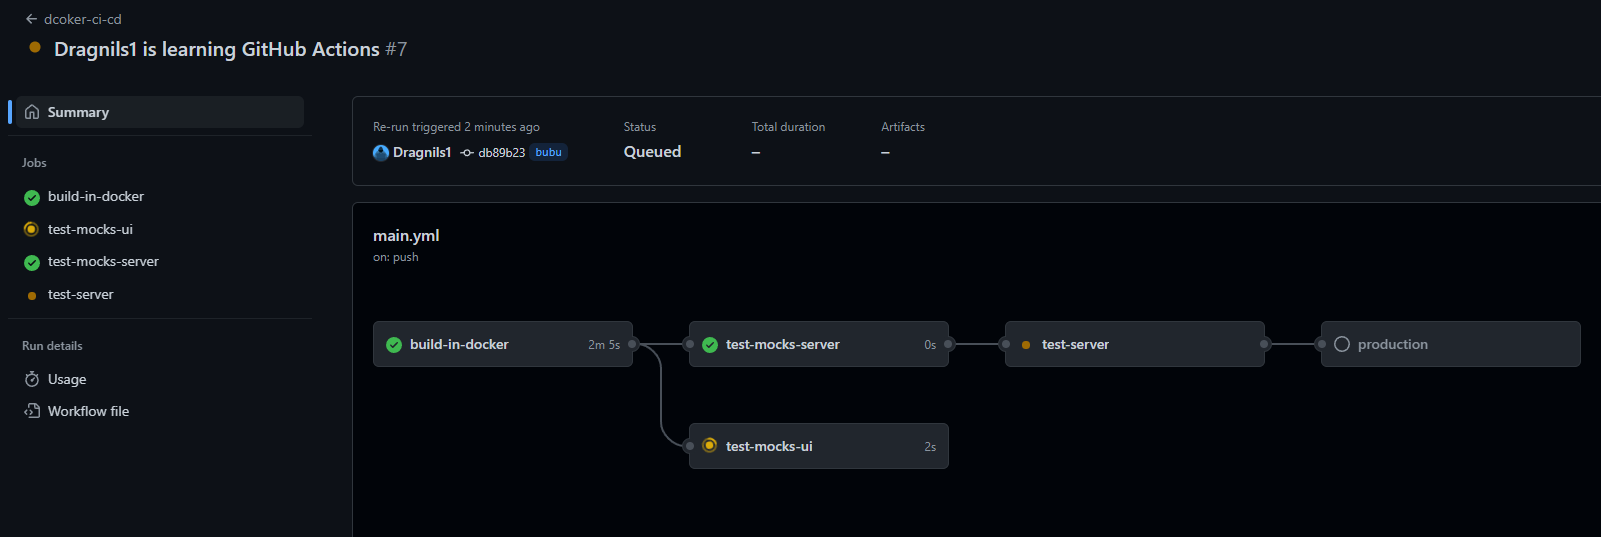 dcoker-ci-cd
Dragnils1 is learning GitHub Actions #7
Summary
Jobs
build-in-docker
test-mocks-ui
test-mocks-server
test-server
Run details
Usage
Workflow file
Re-run triggered 2 minutes ago
Dragnils1 db89b23 bubu
Status
Queued
Total duration
–
Artifacts
–
main.yml
on: push
build-in-docker 2m 5s
test-mocks-server 0s
test-server
production
test-mocks-ui 2s